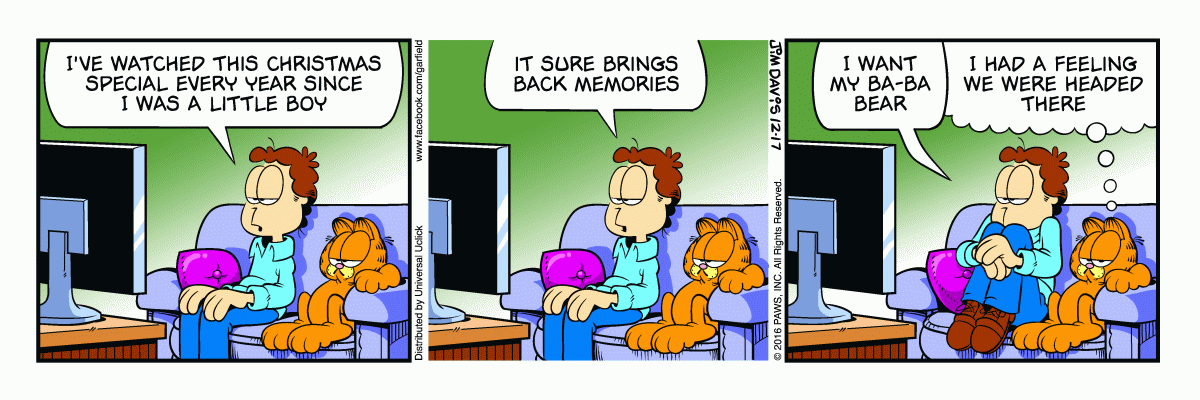 I'VE WATCHED THIS CHRISTMAS
SPECIAL EVERY YEAR SINCE
I WAS A LITTLE BOY
www.facebook.com/garfield
Distributed by Universal Uclick
IT SURE BRINGS
BACK MEMORIES
JIM DAVIS 12-17
© 2016 PAWS, INC. All Rights Reserved.
I WANT
MY BA-BA
BEAR
I HAD A FEELING
WE WERE HEADED
THERE